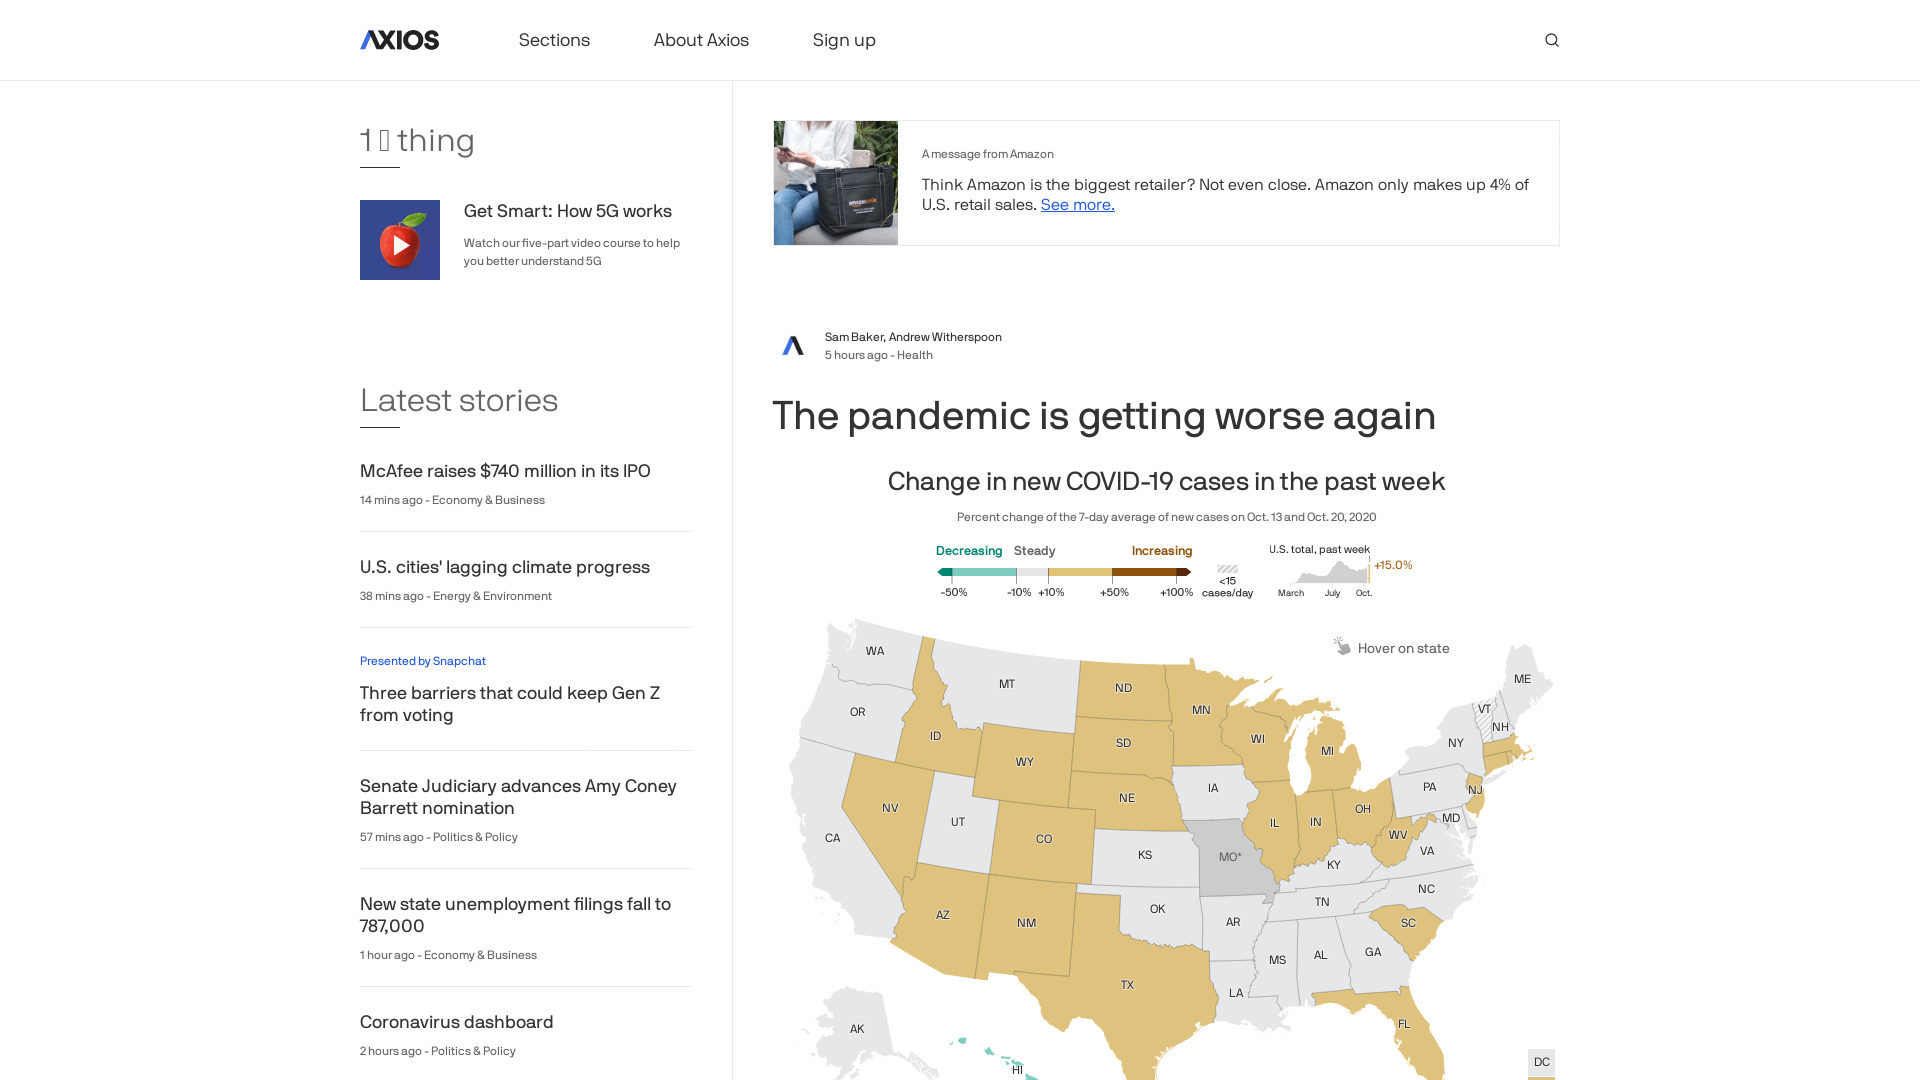 AXIOS
Sections
About Axios
Sign up
1 thing
Get Smart: How 5G works
Watch our five-part video course to help
you better understand 5G
Latest stories
McAfee raises $740 million in its IPO
14 mins ago - Economy & Business
U.S. cities' lagging climate progress
38 mins ago - Energy & Environment
Presented by Snapchat
Three barriers that could keep Gen Z
from voting
Senate Judiciary advances Amy Coney
Barrett nomination
57 mins ago - Politics & Policy
New state unemployment filings fall to
787,000
1 hour ago - Economy & Business
Coronavirus dashboard
2 hours ago - Politics & Policy
A message from Amazon
Think Amazon is the biggest retailer? Not even close. Amazon only makes up 4% of
U.S. retail sales. See more.
Sam Baker, Andrew Witherspoon
5 hours ago - Health
The pandemic is getting worse again
Change in new COVID-19 cases in the past week
Percent change of the 7-day average of new cases on Oct. 13 and Oct. 20, 2020
Decreasing Steady Increasing
-50% -10% +10% +50% +100%
<15
cases/day
U.S. total, past week
+15.0%
March July Oct.
Hover on state
WA
MT
ND
MN
ME
VT
NH
OR
ID
SD
WI
MI
NY
WY
NE
IA
PA
NJ
NV
UT
CO
IL
IN
OH
MD
WV
CA
KS
MO*
KY
VA
AZ
NM
OK
AR
TN
NC
SC
TX
LA
MS
AL
GA
FL
AK
HI
DC